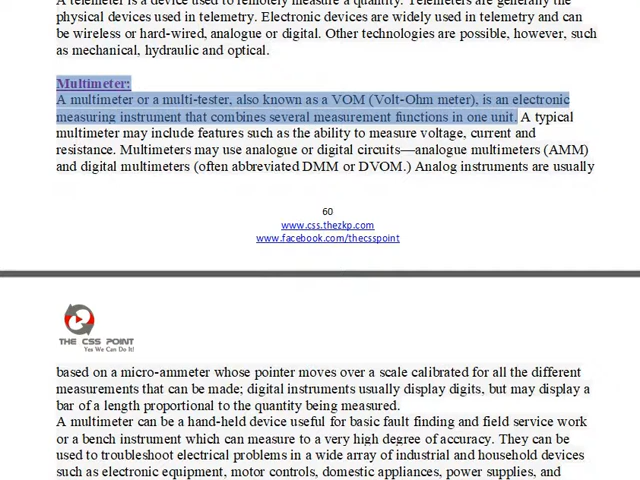 A telemeter is a device used to remotely measure a quantity. Telemeters are generally the
physical devices used in telemetry. Electronic devices are widely used in telemetry and can
be wireless or hard-wired, analogue or digital. Other technologies are possible, however, such
as mechanical, hydraulic and optical.
Multimeter:
A multimeter or a multi-tester, also known as a VOM (Volt-Ohm meter), is an electronic
measuring instrument that combines several measurement functions in one unit. A typical
multimeter may include features such as the ability to measure voltage, current and
resistance. Multimeters may use analogue or digital circuits—analogue multimeters (AMM)
and digital multimeters (often abbreviated DMM or DVOM.) Analog instruments are usually
60
www.css.thezkp.com
www.facebook.com/thecsspoint
THE CSS POINT
Yes We Can Do It!
based on a micro-ammeter whose pointer moves over a scale calibrated for all the different
measurements that can be made; digital instruments usually display digits, but may display a
bar of a length proportional to the quantity being measured.
A multimeter can be a hand-held device useful for basic fault finding and field service work
or a bench instrument which can measure to a very high degree of accuracy. They can be
used to troubleshoot electrical problems in a wide array of industrial and household devices
such as electronic equipment, motor controls, domestic appliances, power supplies, and